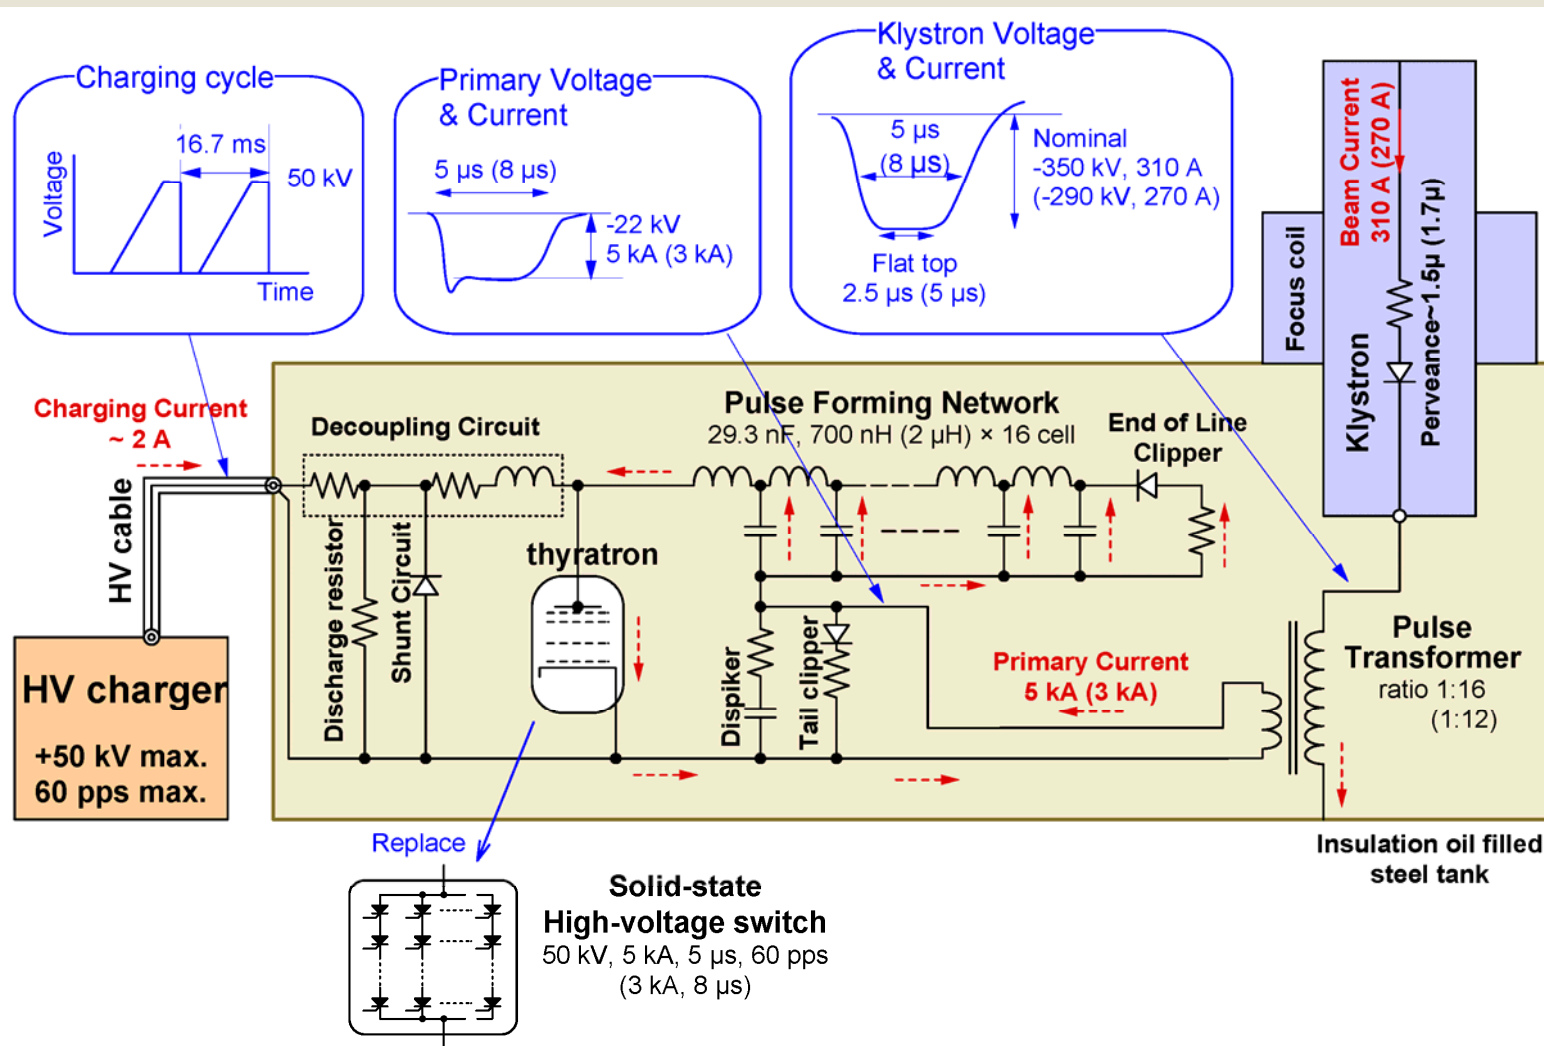 Charging cycle
Voltage
16.7 ms
50 kV
Time
Primary Voltage
& Current
5 µs (8 µs)
-22 kV
5 kA (3 kA)
Klystron Voltage
& Current
5 µs
(8 µs)
Nominal
-350 kV, 310 A
(-290 kV, 270 A)
Flat top
2.5 µs (5 µs)
Beam Current
310 A (270 A)
Focus coil
Klystron
Perveance~1.5µ (1.7µ)
Charging Current
~ 2 A
HV cable
HV charger
+50 kV max.
60 pps max.
Decoupling Circuit
Discharge resistor
Shunt Circuit
thyratron
Pulse Forming Network
29.3 nF, 700 nH (2 µH) × 16 cell
End of Line
Clipper
Dispiker
Tail clipper
Primary Current
5 kA (3 kA)
Pulse
Transformer
ratio 1:16
(1:12)
Insulation oil filled
steel tank
Replace
Solid-state
High-voltage switch
50 kV, 5 kA, 5 µs, 60 pps
(3 kA, 8 µs)